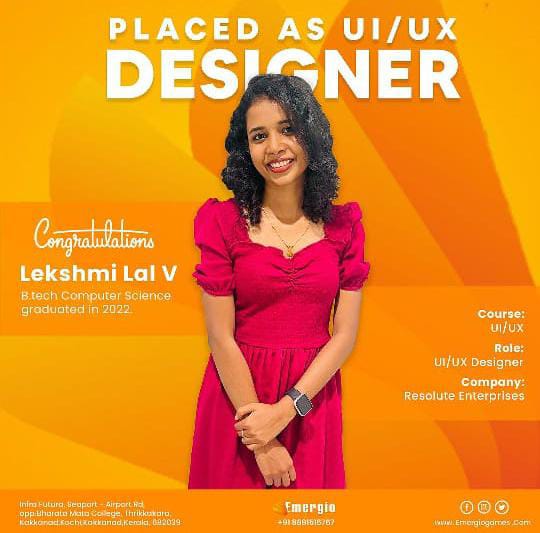 PLACED AS UI/UX
DESIGNER
Congratulations
Lekshmi Lal V
B.tech Computer Science
graduated in 2022.
Course:
UI/UX
Role:
UI/UX Designer
Company:
Resolute Enterprises
Infra Futura, Seaport - Airport Rd,
opp.Bharata Mata College, Thrikkakara,
Kakkanad,Kochi,Kakkanad,Kerala, 682039
Emergio
+918891616767
www.Emergiogames.com